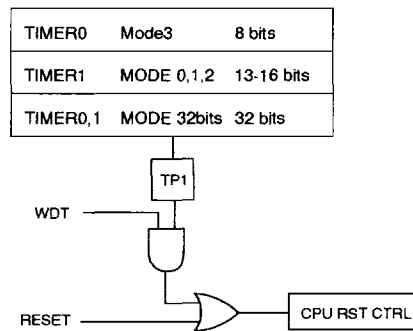 TIMER0 Mode3 8 bits
TIMER1 MODE 0,1,2 13-16 bits
TIMER0,1 MODE 32bits 32 bits
TP1
WDT
RESET
CPU RST CTRL